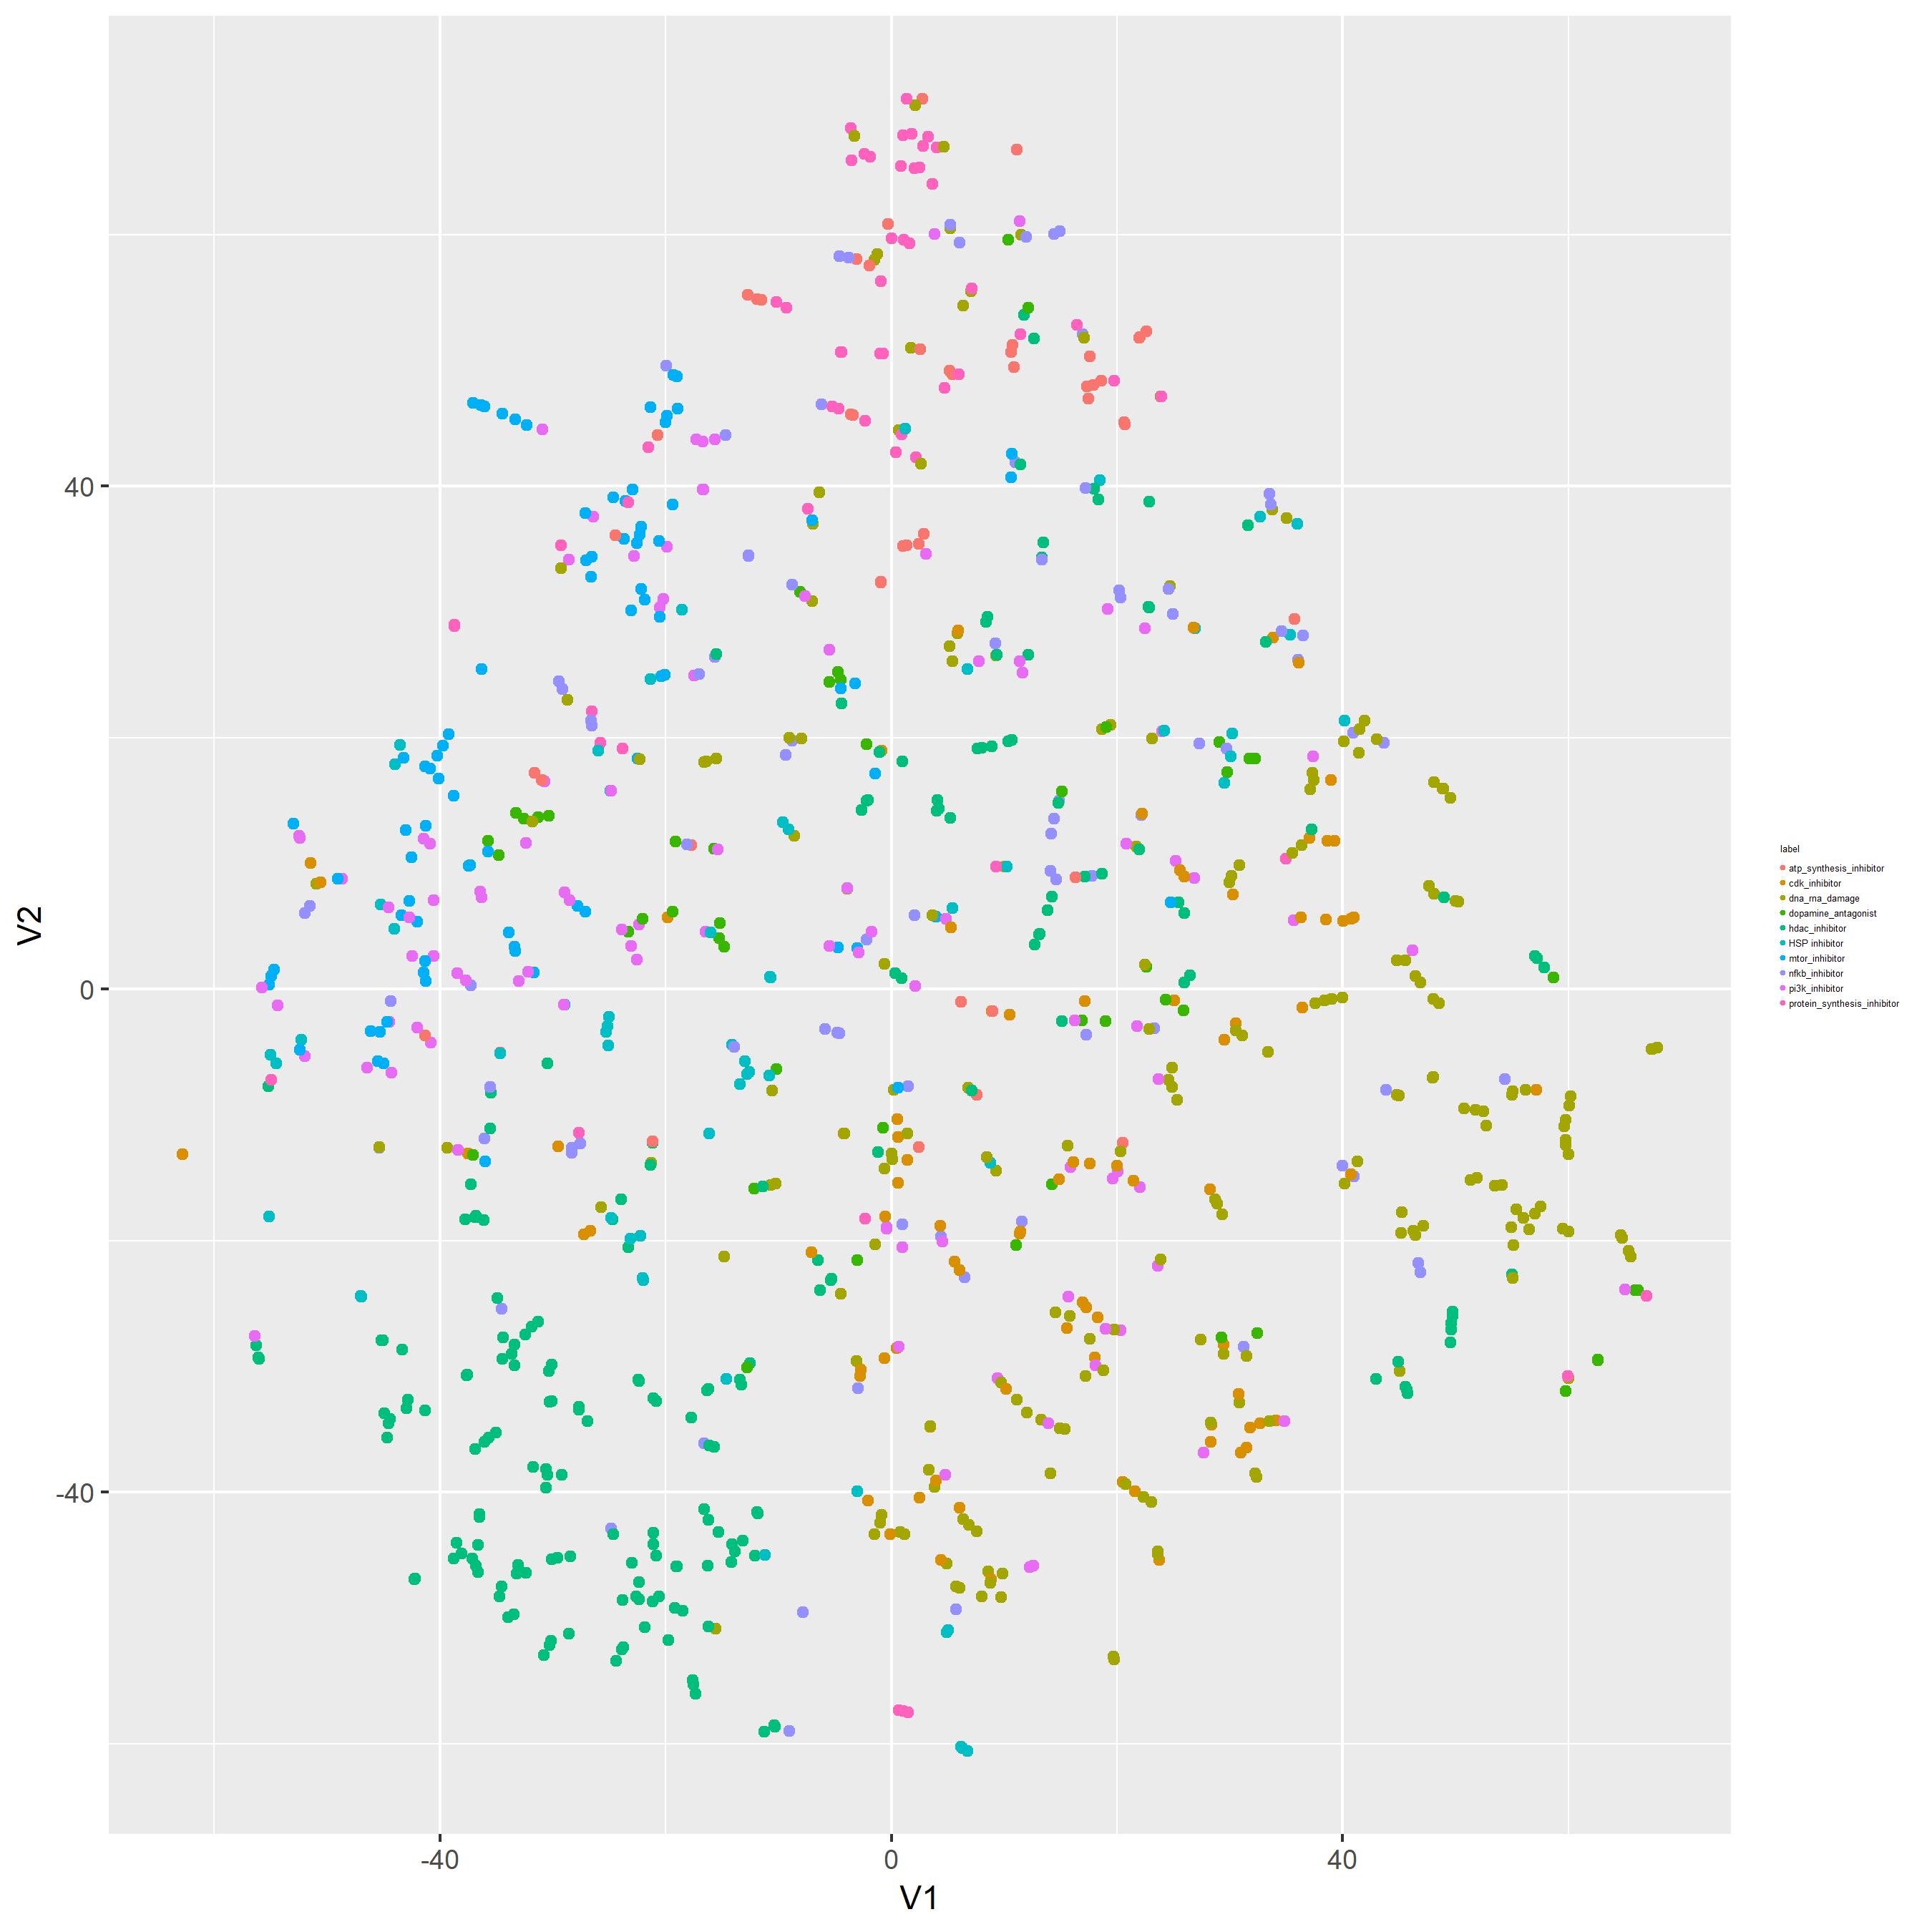 40
0
-40
V2
-40
0
40
V1
label
atp_synthesis_inhibitor
cdk_inhibitor
dna_rna_damage
dopamine_antagonist
hdac_inhibitor
HSP inhibitor
mtor_inhibitor
nfkb_inhibitor
pi3k_inhibitor
protein_synthesis_inhibitor